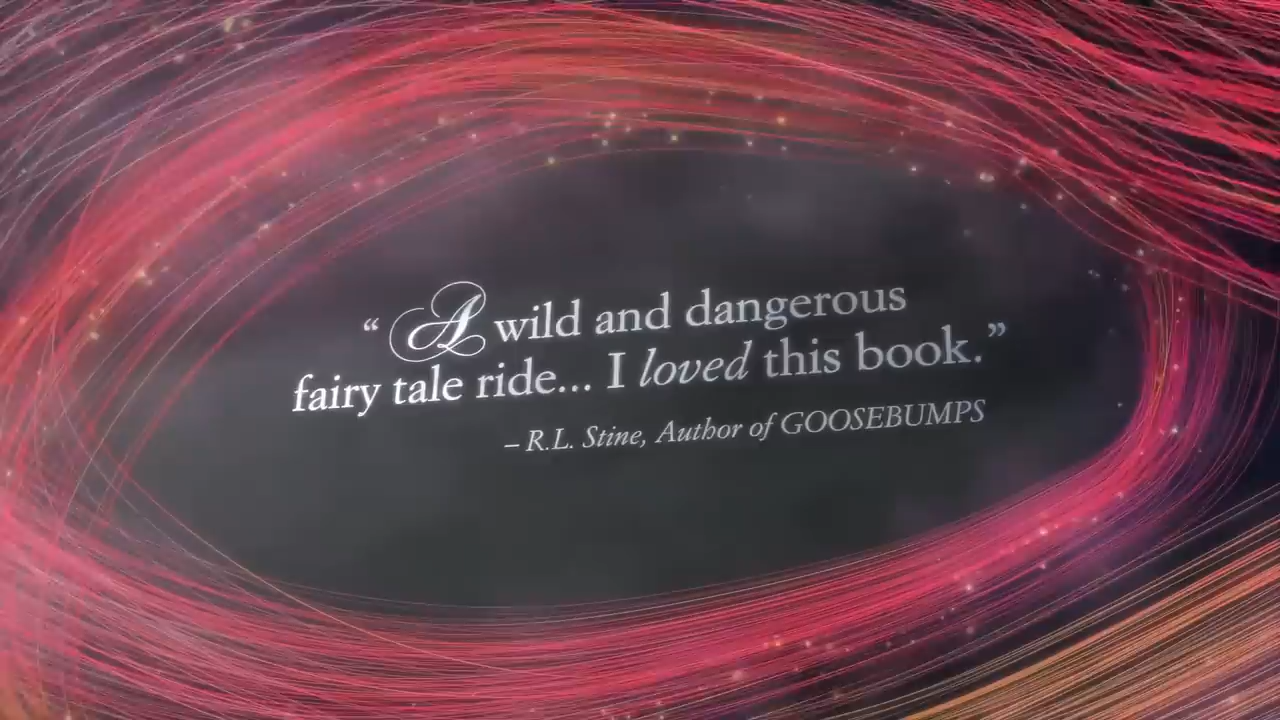 “A wild and dangerous
fairy tale ride... I loved this book.”
– R.L. Stine, Author of GOOSEBUMPS